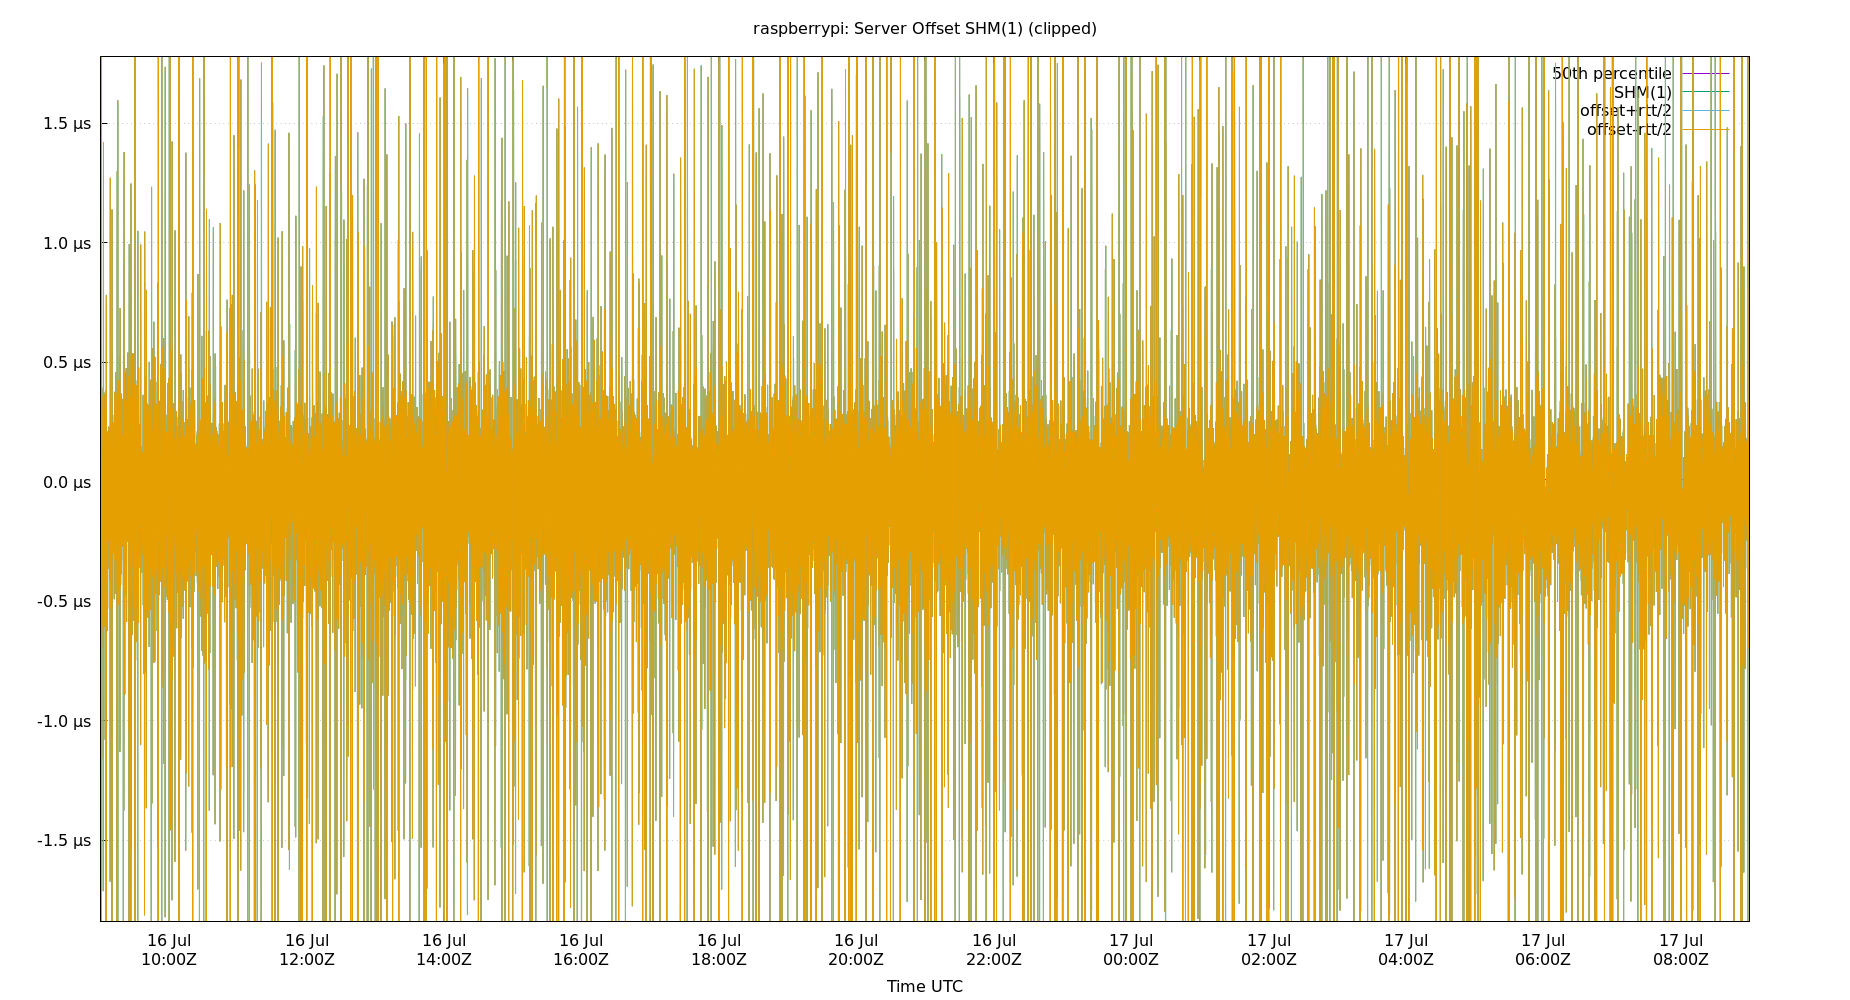 raspberrypi: Server Offset SHM(1) (clipped)
50th percentile
SHM(1)
offset+rtt/2
offset-rtt/2
1.5 µs
1.0 µs
0.5 µs
0.0 µs
-0.5 µs
-1.0 µs
-1.5 µs
16 Jul 16 Jul 16 Jul 16 Jul 16 Jul 16 Jul 16 Jul 17 Jul 17 Jul 17 Jul 17 Jul 17 Jul
10:00Z 12:00Z 14:00Z 16:00Z 18:00Z 20:00Z 22:00Z 00:00Z 02:00Z 04:00Z 06:00Z 08:00Z
Time UTC